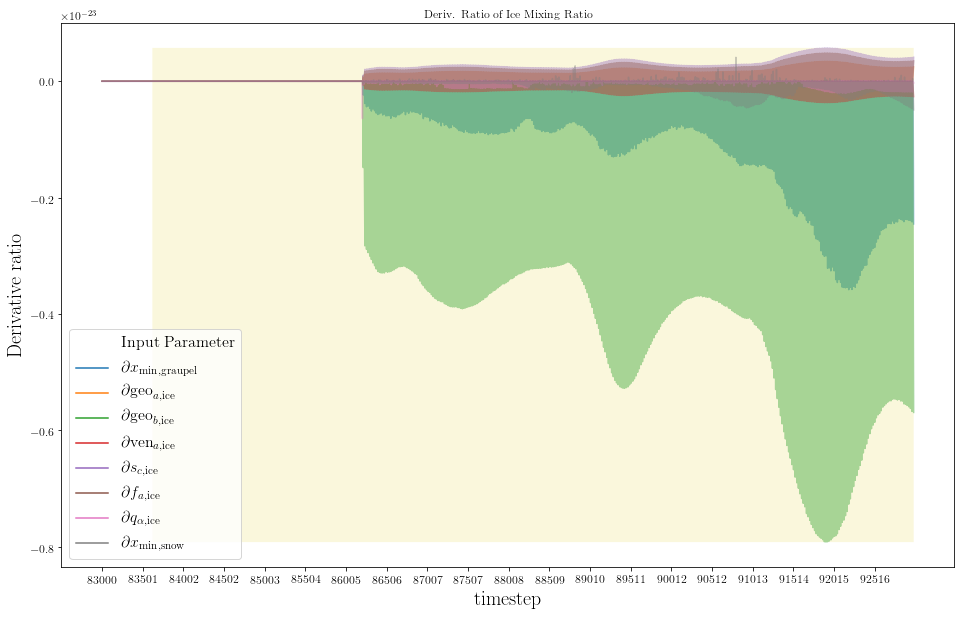 Deriv. Ratio of Ice Mixing Ratio
×10⁻²³
0.0
−0.2
−0.4
−0.6
−0.8
Derivative ratio
Input Parameter
∂x_min,graupel
∂geo_a,ice
∂geo_b,ice
∂ven_a,ice
∂s_c,ice
∂f_a,ice
∂q_α,ice
∂x_min,snow
83000 83501 84002 84502 85003 85504 86005 86506 87007 87507 88008 88509 89010 89511 90012 90512 91013 91514 92015 92516
timestep